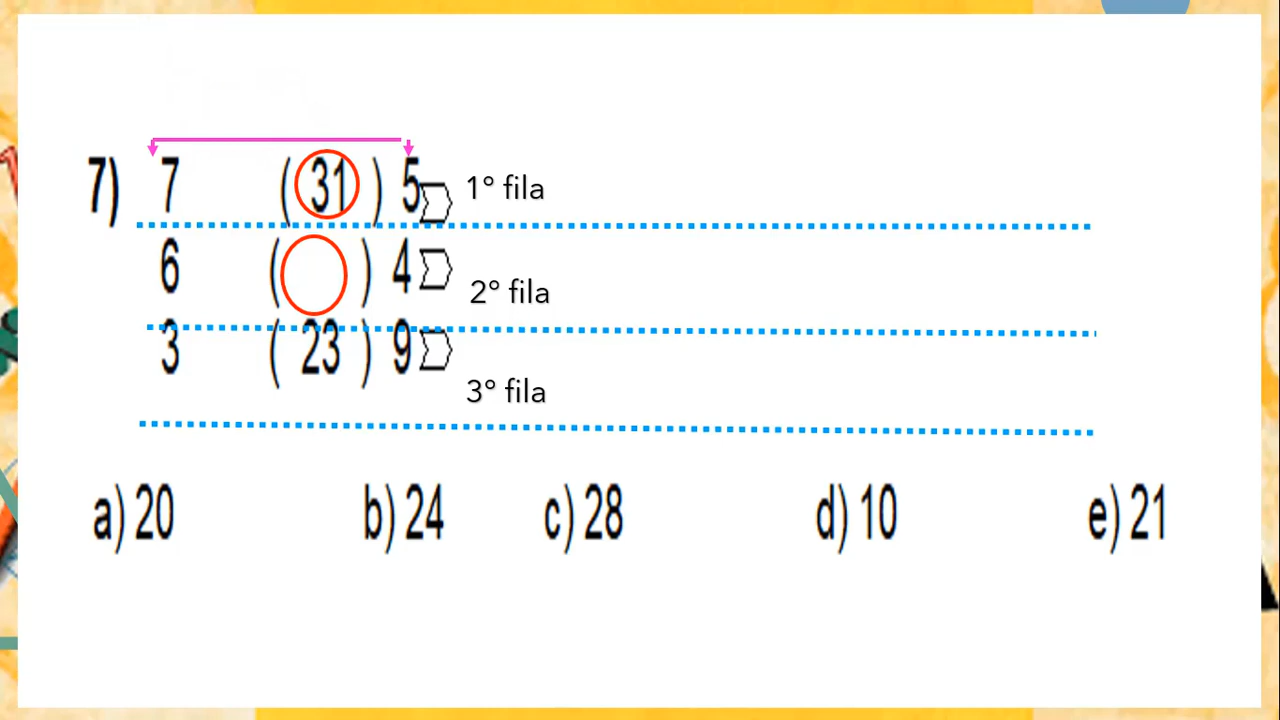 7) 7 ( 31 ) 5 1° fila
6 ( ) 4 2° fila
3 ( 23 ) 9 3° fila
a) 20 b) 24 c) 28 d) 10 e) 21